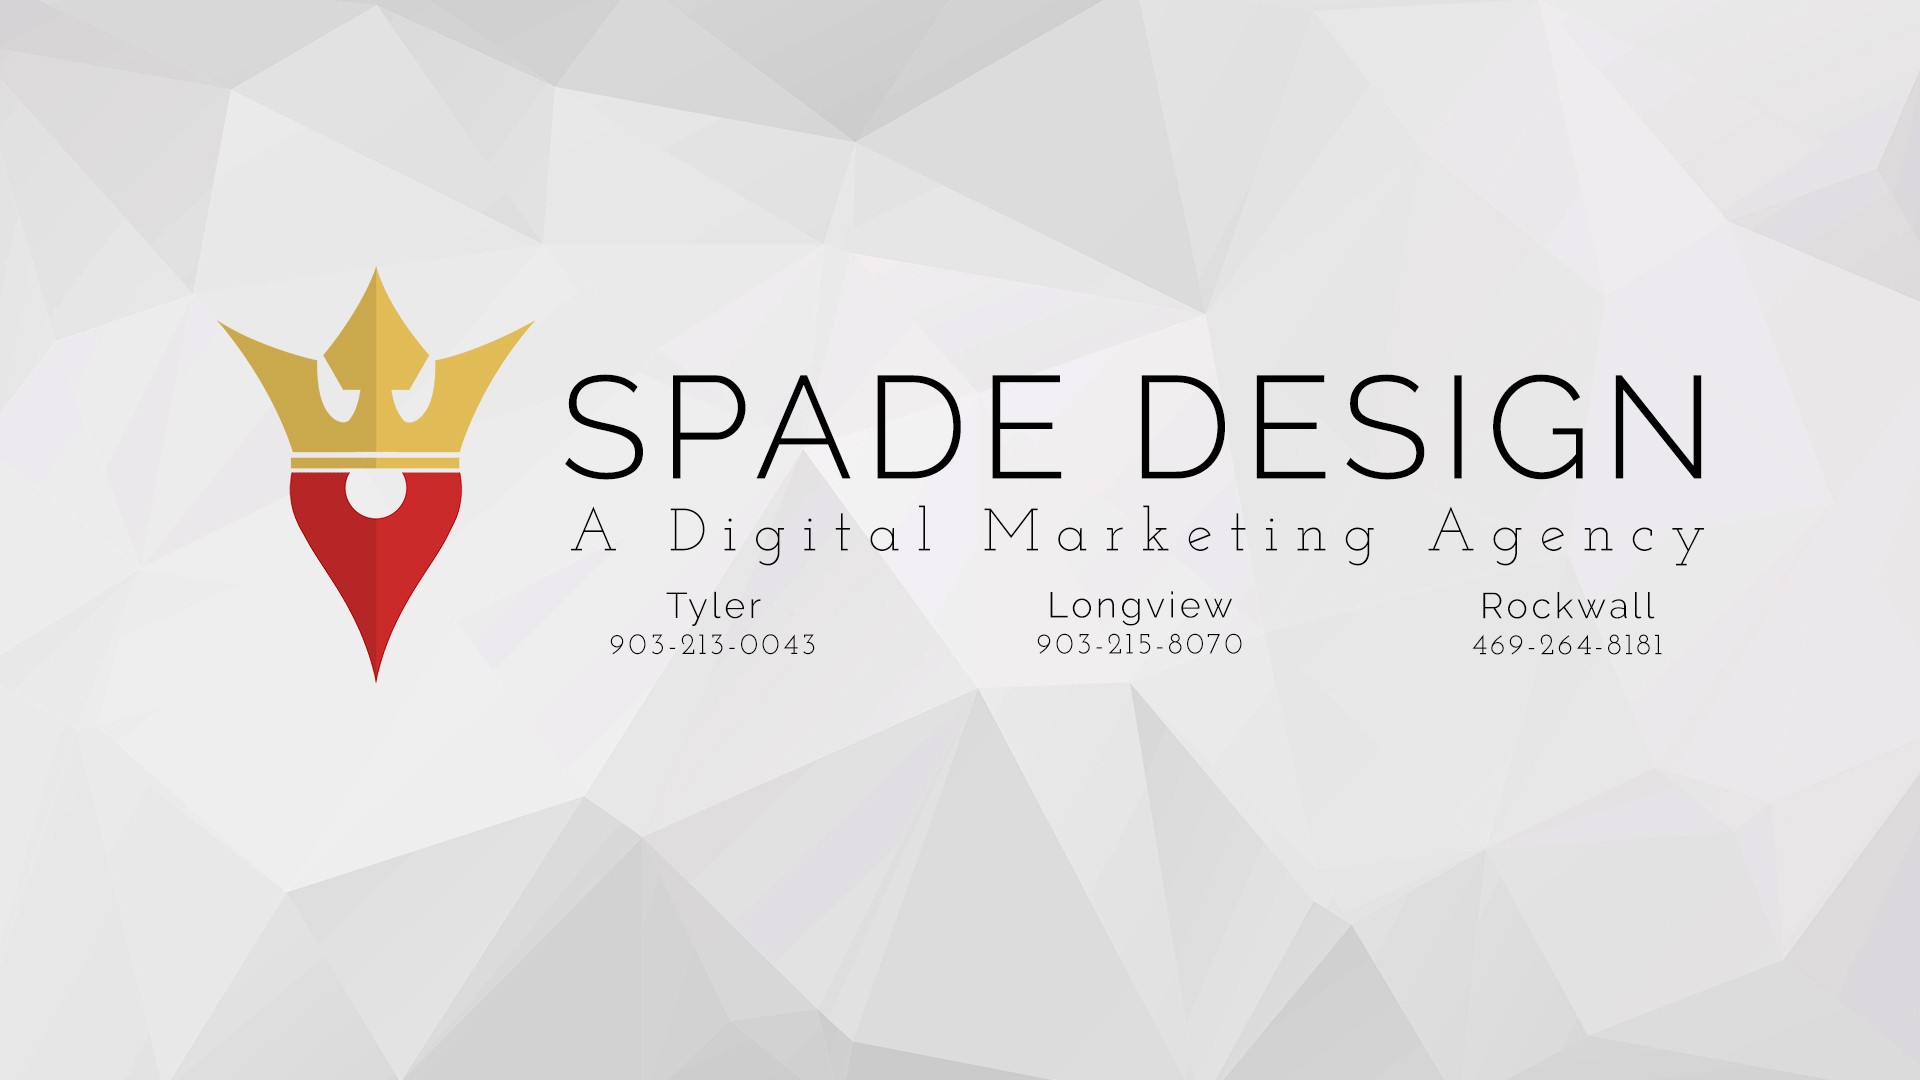 SPADE DESIGN
A Digital Marketing Agency
Tyler Longview Rockwall
903-213-0043 903-215-8070 469-264-8181